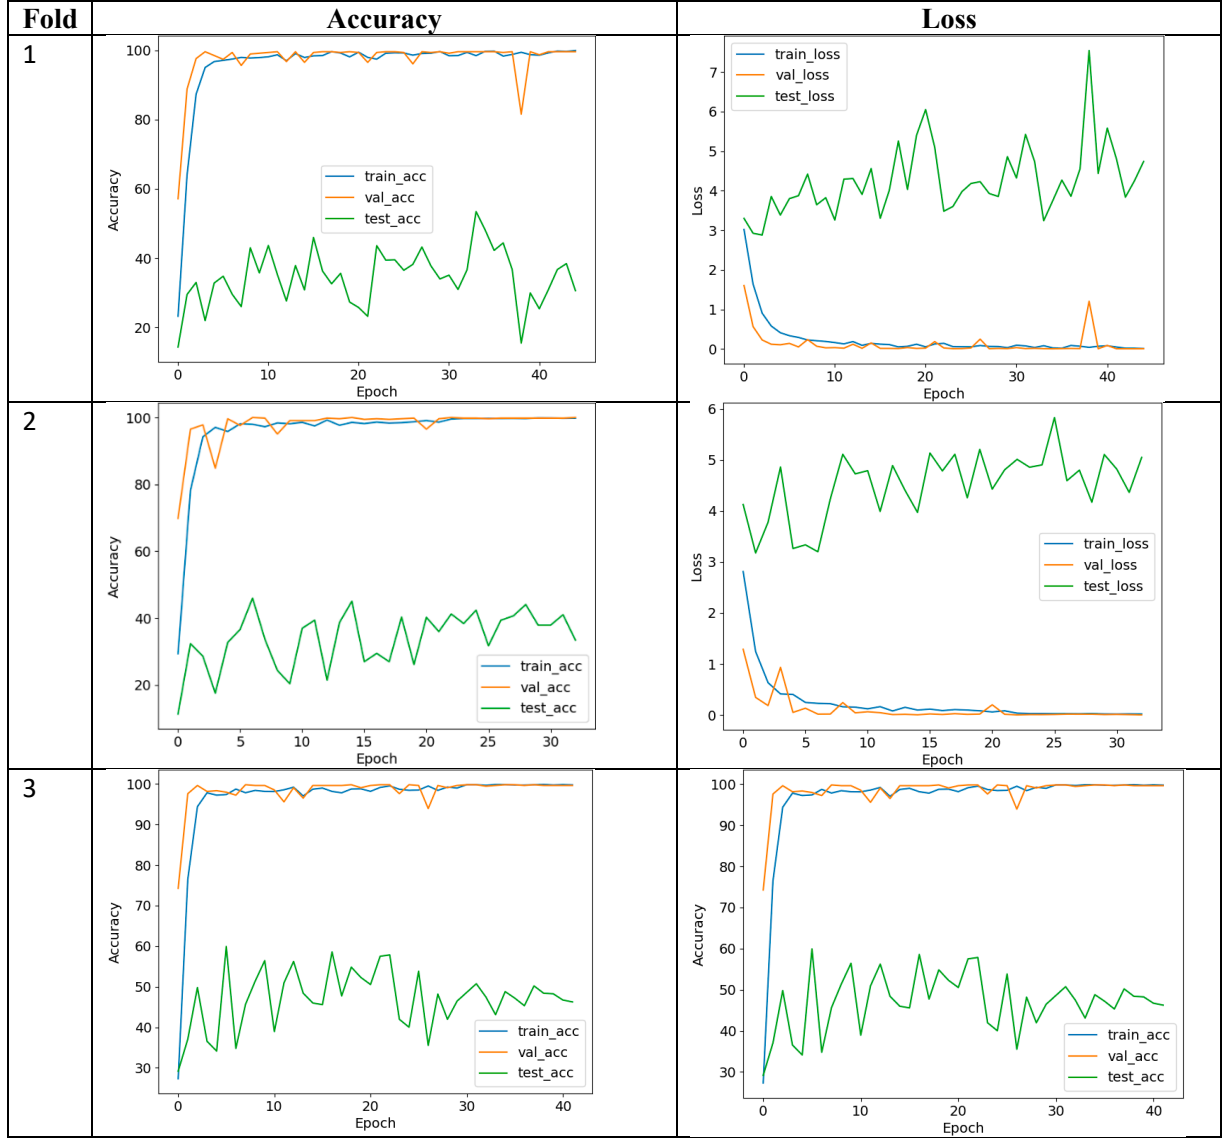 Fold Accuracy Loss
1
100
80
60
40
20
0 10 20 30 40
Accuracy
Epoch
train_acc
val_acc
test_acc
7
6
5
4
3
2
1
0
0 10 20 30 40
Loss
Epoch
train_loss
val_loss
test_loss
2
100
80
60
40
20
0 5 10 15 20 25 30
Accuracy
Epoch
train_acc
val_acc
test_acc
6
5
4
3
2
1
0
0 5 10 15 20 25 30
Loss
Epoch
train_loss
val_loss
test_loss
3
100
90
80
70
60
50
40
30
0 10 20 30 40
Accuracy
Epoch
train_acc
val_acc
test_acc
100
90
80
70
60
50
40
30
0 10 20 30 40
Accuracy
Epoch
train_acc
val_acc
test_acc